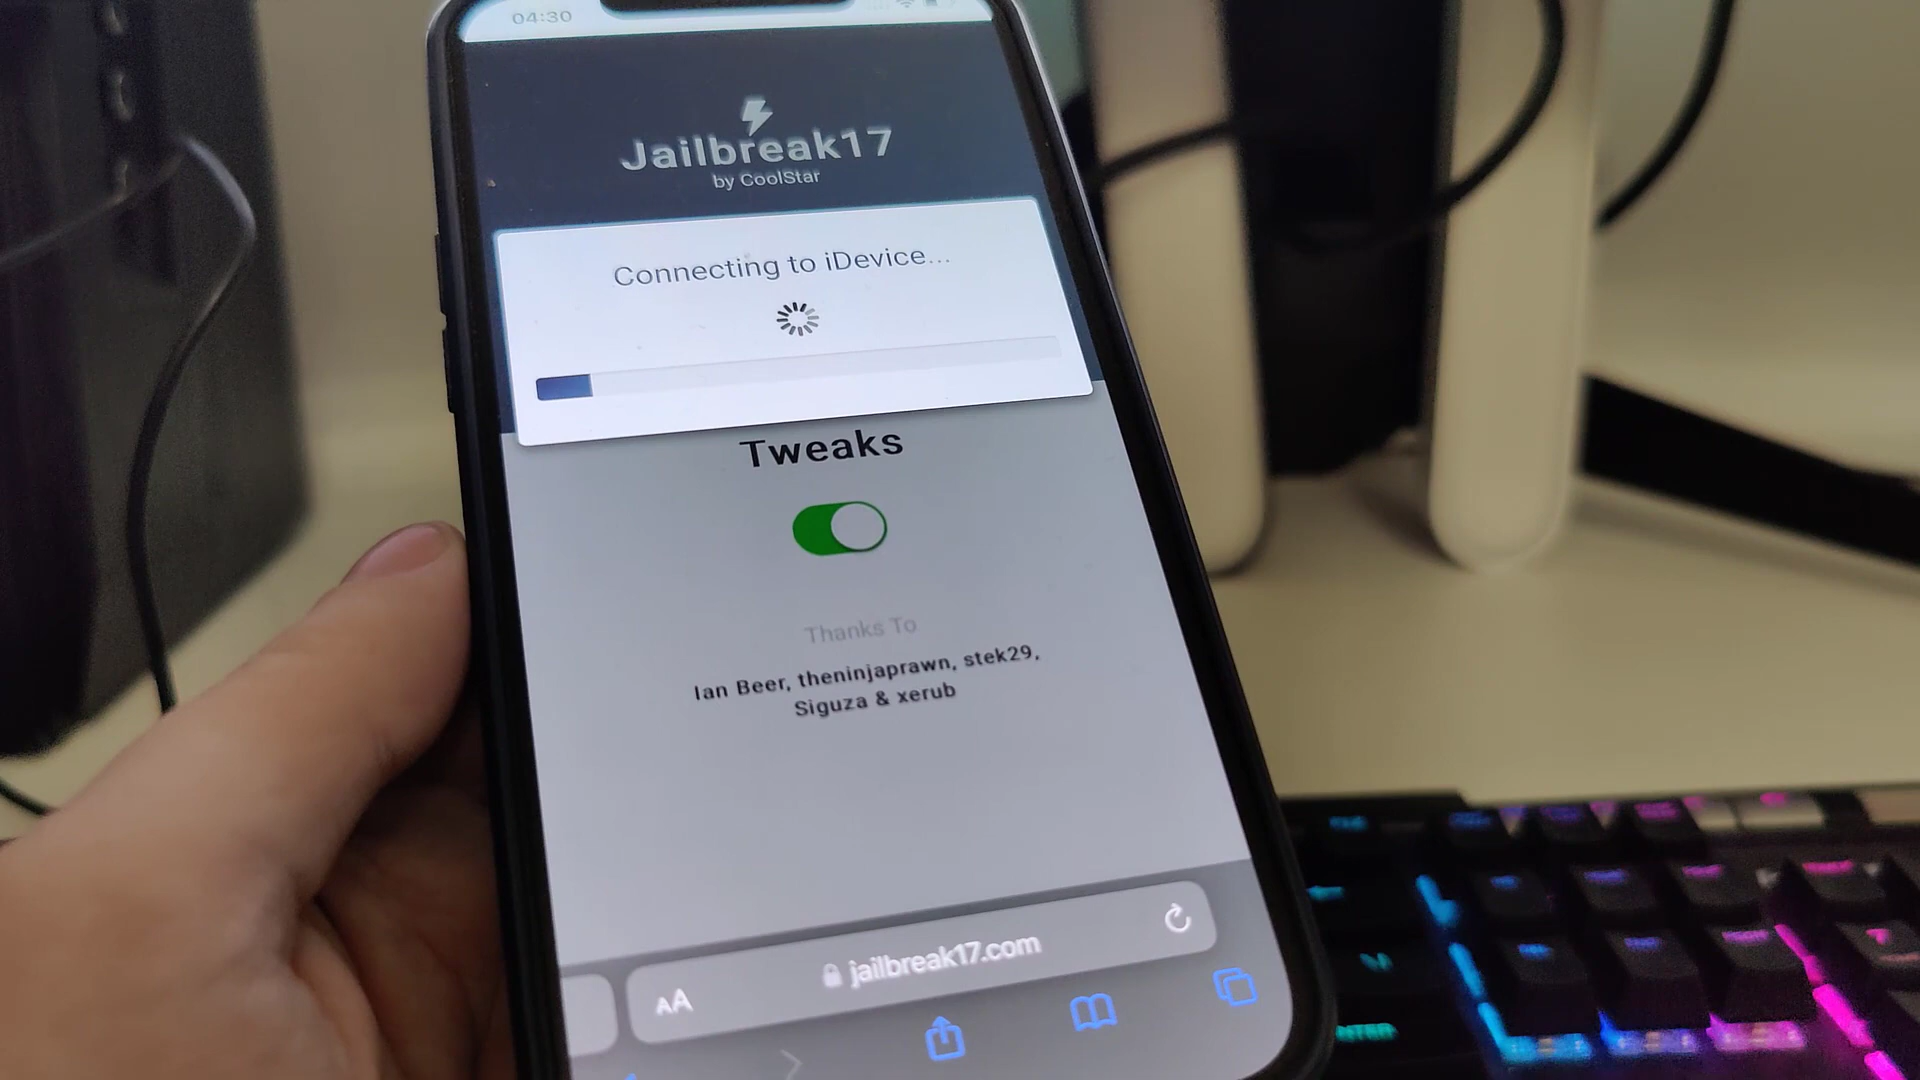 04:30
Jailbreak17
by CoolStar
Connecting to iDevice...
Tweaks
Thanks To
Ian Beer, theninjaprawn, stek29,
Siguza & xerub
AA
jailbreak17.com